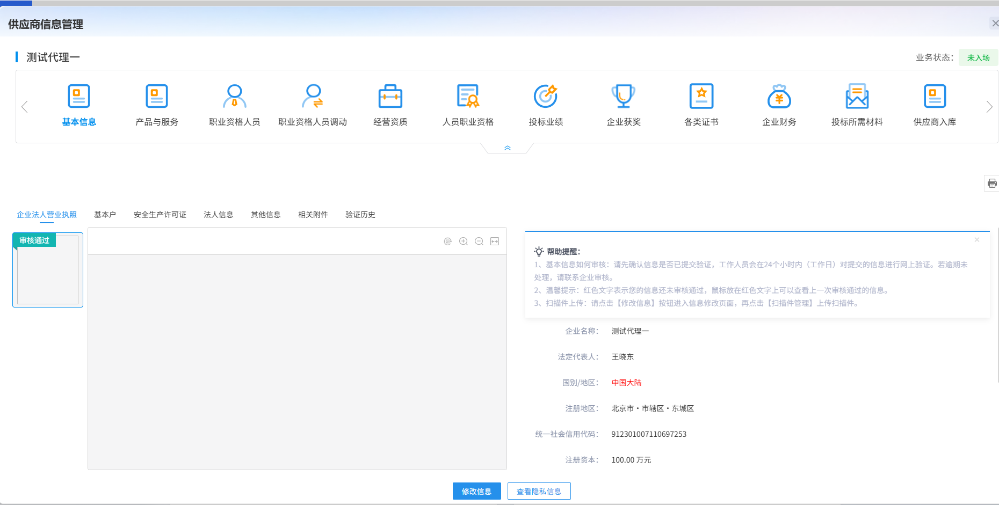 供应商信息管理
测试代理一
业务状态：
未入场
基本信息
产品与服务
职业资格人员
职业资格人员调动
经营资质
人员职业资格
投标业绩
企业获奖
各类证书
企业财务
投标所需材料
供应商入库
企业法人营业执照
基本户
安全生产许可证
法人信息
其他信息
相关附件
验证历史
审核通过
帮助提醒：
1、基本信息如何审核：请先确认信息是否已提交验证，工作人员会在24个小时内（工作日）对提交的信息进行网上验证。若逾期未
处理，请联系企业审核。
2、温馨提示：红色文字表示您的信息还未审核通过，鼠标放在红色文字上可以查看上一次审核通过的信息。
3、扫描件上传：请点击【修改信息】按钮进入信息修改页面，再点击【扫描件管理】上传扫描件。
企业名称： 测试代理一
法定代表人： 王晓东
国别/地区： 中国大陆
注册地区： 北京市·市辖区·东城区
统一社会信用代码： 912301007110697253
注册资本： 100.00 万元
修改信息
查看隐私信息